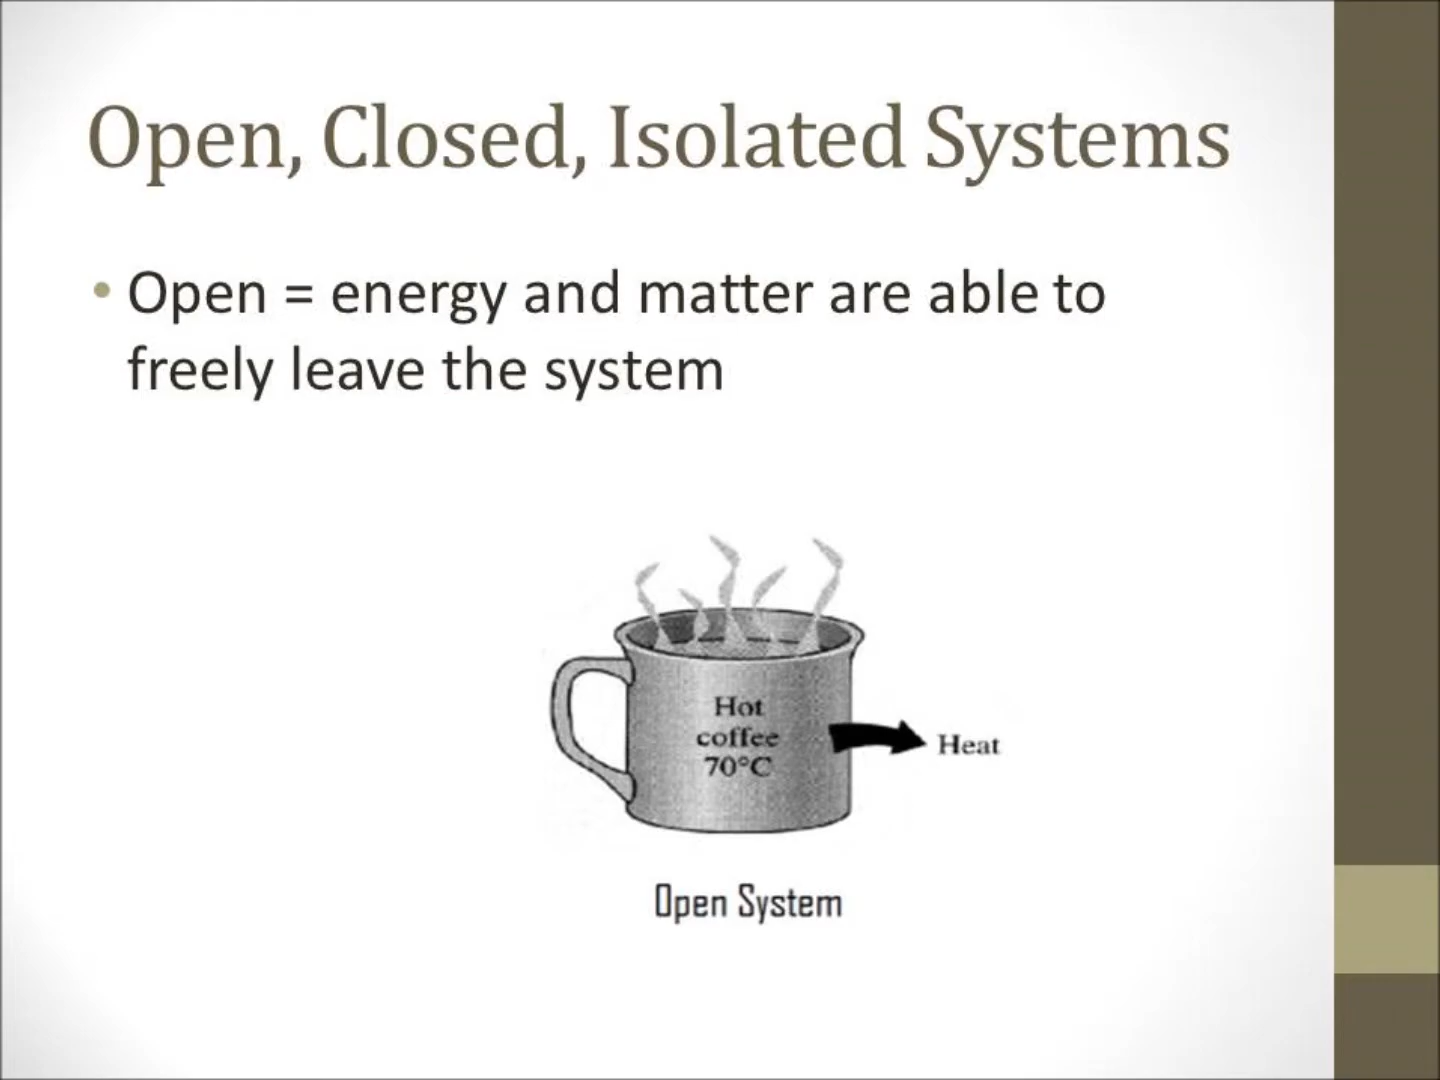 Open, Closed, Isolated Systems
• Open = energy and matter are able to
freely leave the system
Hot
coffee
70°C
Heat
Open System